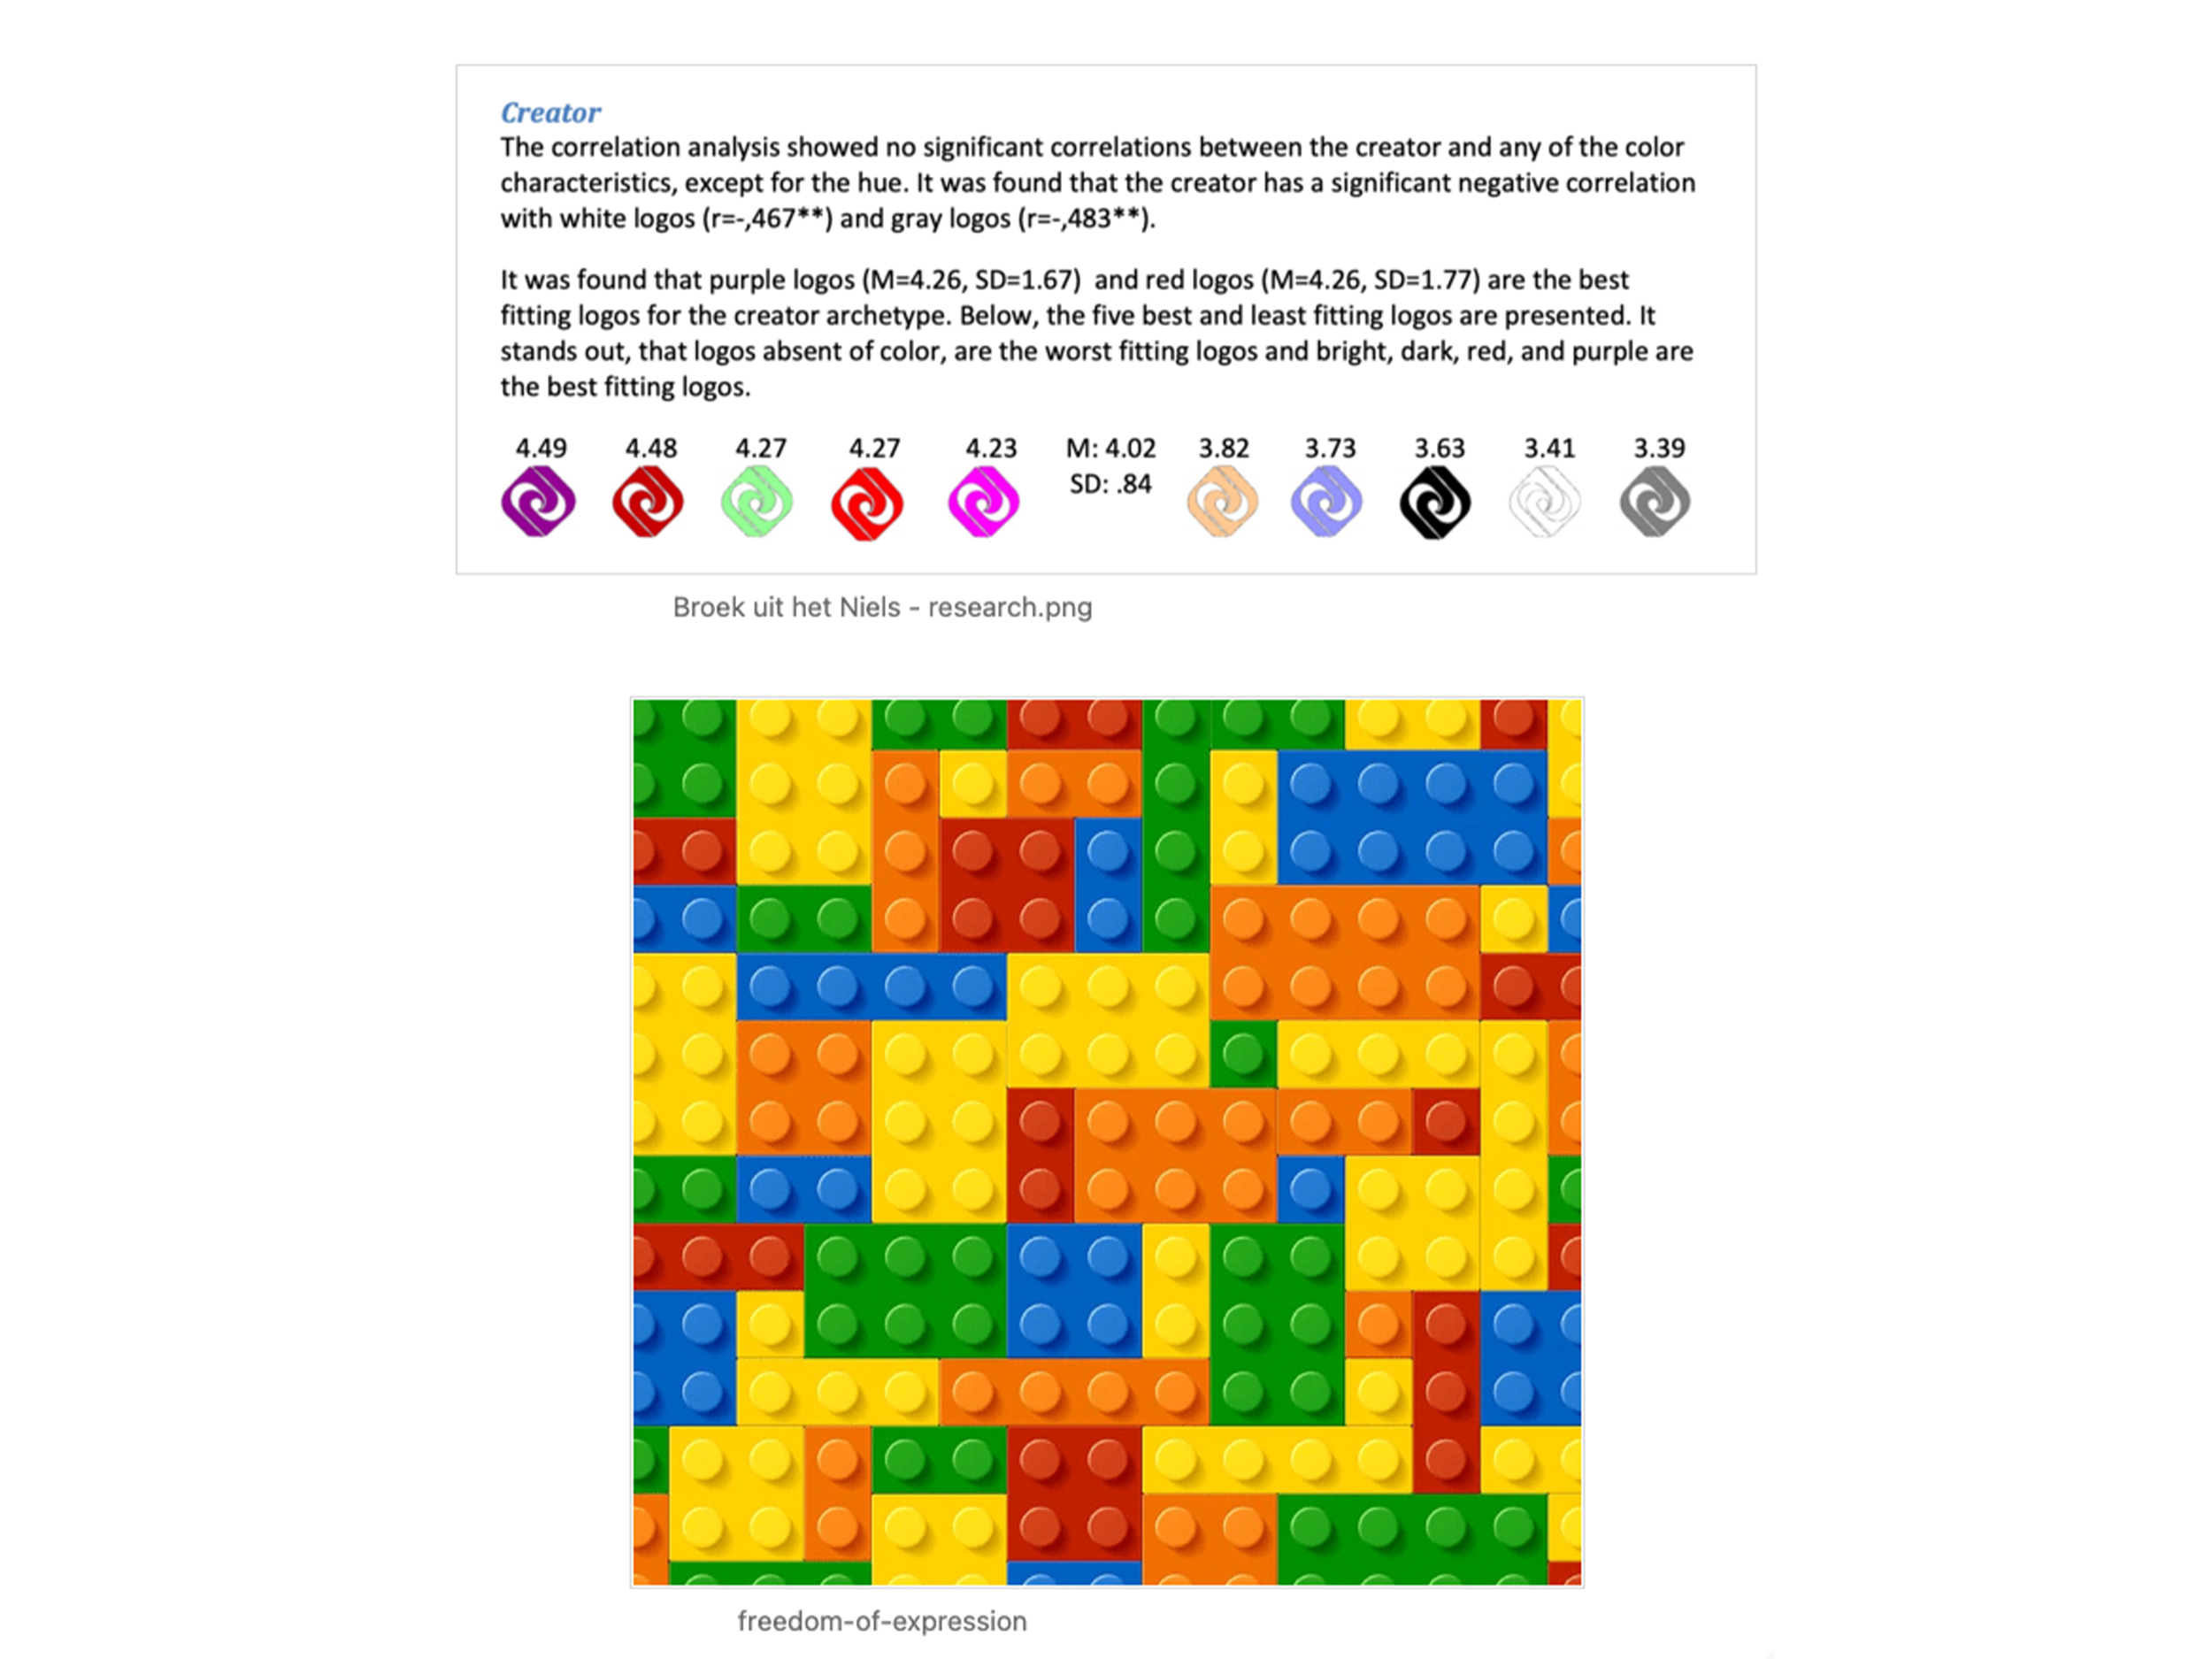 Creator
The correlation analysis showed no significant correlations between the creator and any of the color
characteristics, except for the hue. It was found that the creator has a significant negative correlation
with white logos (r=-,467**) and gray logos (r=-,483**).
It was found that purple logos (M=4.26, SD=1.67)  and red logos (M=4.26, SD=1.77) are the best
fitting logos for the creator archetype. Below, the five best and least fitting logos are presented. It
stands out, that logos absent of color, are the worst fitting logos and bright, dark, red, and purple are
the best fitting logos.
4.49 4.48 4.27 4.27 4.23 M: 4.02 3.82 3.73 3.63 3.41 3.39
SD: .84
Broek uit het Niels - research.png
freedom-of-expression